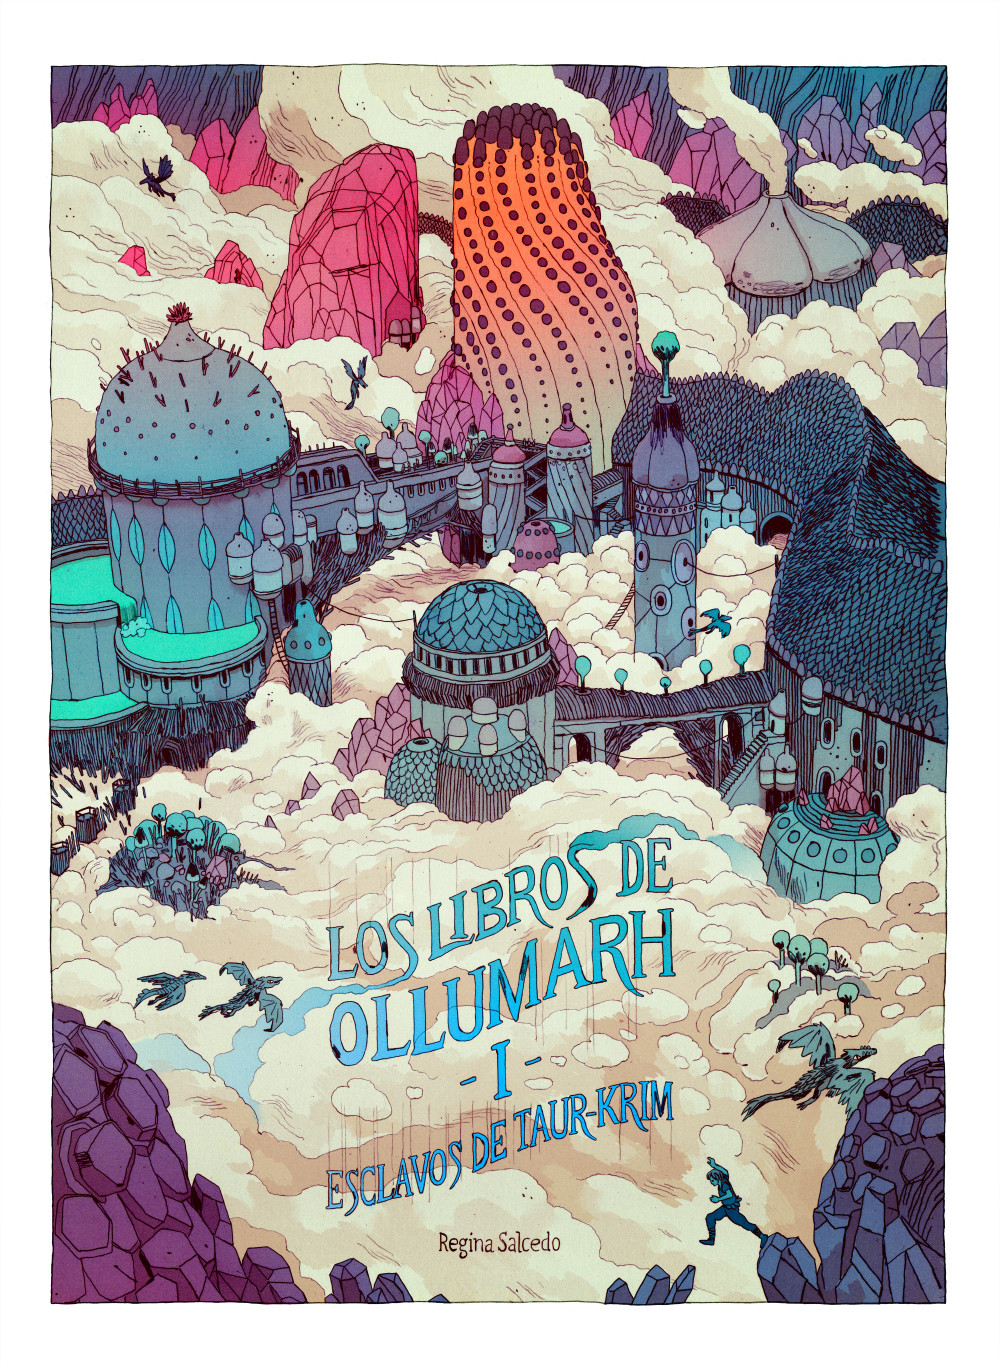 LOS LIBROS DE
OLLUMARH
- I -
ESCLAVOS DE TAUR-KRIM
Regina Salcedo